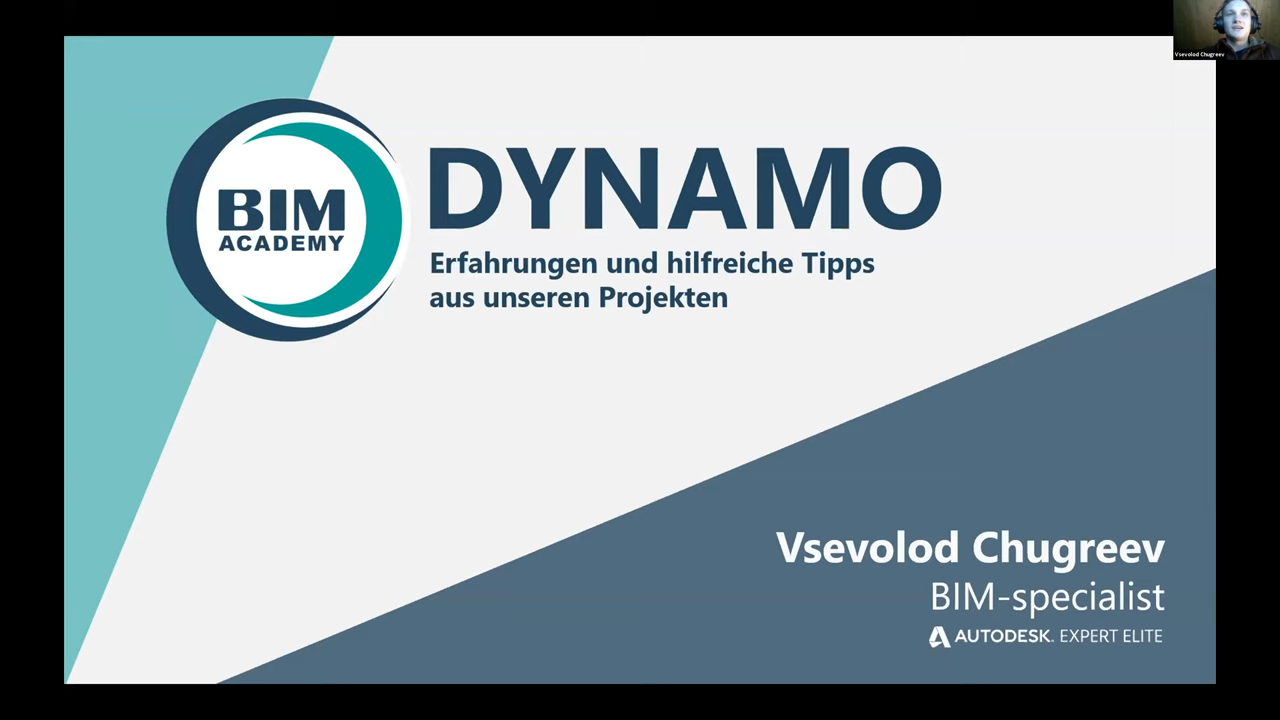 Vsevolod Chugreev
BIM
ACADEMY
DYNAMO
Erfahrungen und hilfreiche Tipps
aus unseren Projekten
Vsevolod Chugreev
BIM-specialist
AUTODESK. EXPERT ELITE